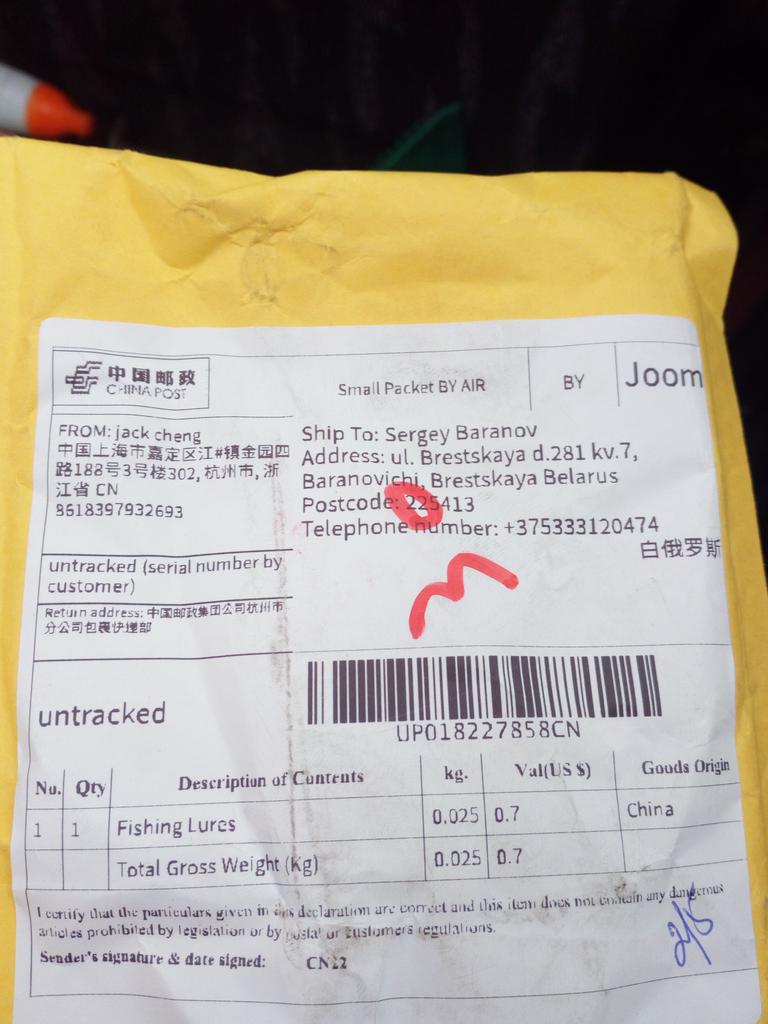 中国邮政
CHINA POST
Small Packet BY AIR
BY
Joom
FROM: jack cheng
中国上海市嘉定区江#镇金园四
路188号3号楼302, 杭州市, 浙
江省 CN
8618397932693
Ship To: Sergey Baranov
Address: ul. Brestskaya d.281 kv.7,
Baranovichi, Brestskaya Belarus
Postcode: 225413
Telephone number: +375333120474
白俄罗斯
untracked (serial number by
customer)
Return address: 中国邮政集团公司杭州市
分公司包裹快递部
untracked
UP018227858CN
No. Qty Description of Contents kg. Val(US $) Goods Origin
1 1 Fishing Lures 0.025 0.7 China
Total Gross Weight (Kg) 0.025 0.7
I certify that the particulars given in this declaration are correct and this item does not contain any dangerous
articles prohibited by legislation or by postal or customers regulations.
Sender's signature & date signed: CN22